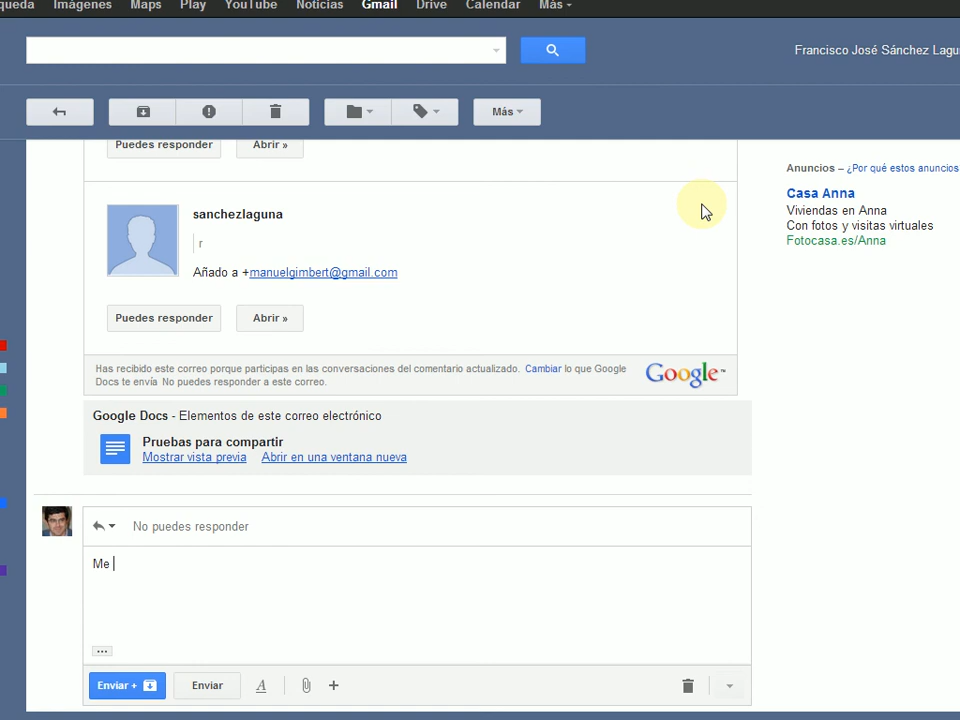 queda Imágenes Maps Play YouTube Noticias Gmail Drive Calendar Más
Francisco José Sánchez Lagu
Más
Puedes responder Abrir »
Anuncios – ¿Por qué estos anuncios
Casa Anna
Viviendas en Anna
Con fotos y visitas virtuales
Fotocasa.es/Anna
sanchezlaguna
r
Añado a +manuelgimbert@gmail.com
Puedes responder Abrir »
Has recibido este correo porque participas en las conversaciones del comentario actualizado. Cambiar lo que Google
Docs te envía No puedes responder a este correo.
Google™
Google Docs - Elementos de este correo electrónico
Pruebas para compartir
Mostrar vista previa Abrir en una ventana nueva
No puedes responder
Me
Enviar + Enviar A